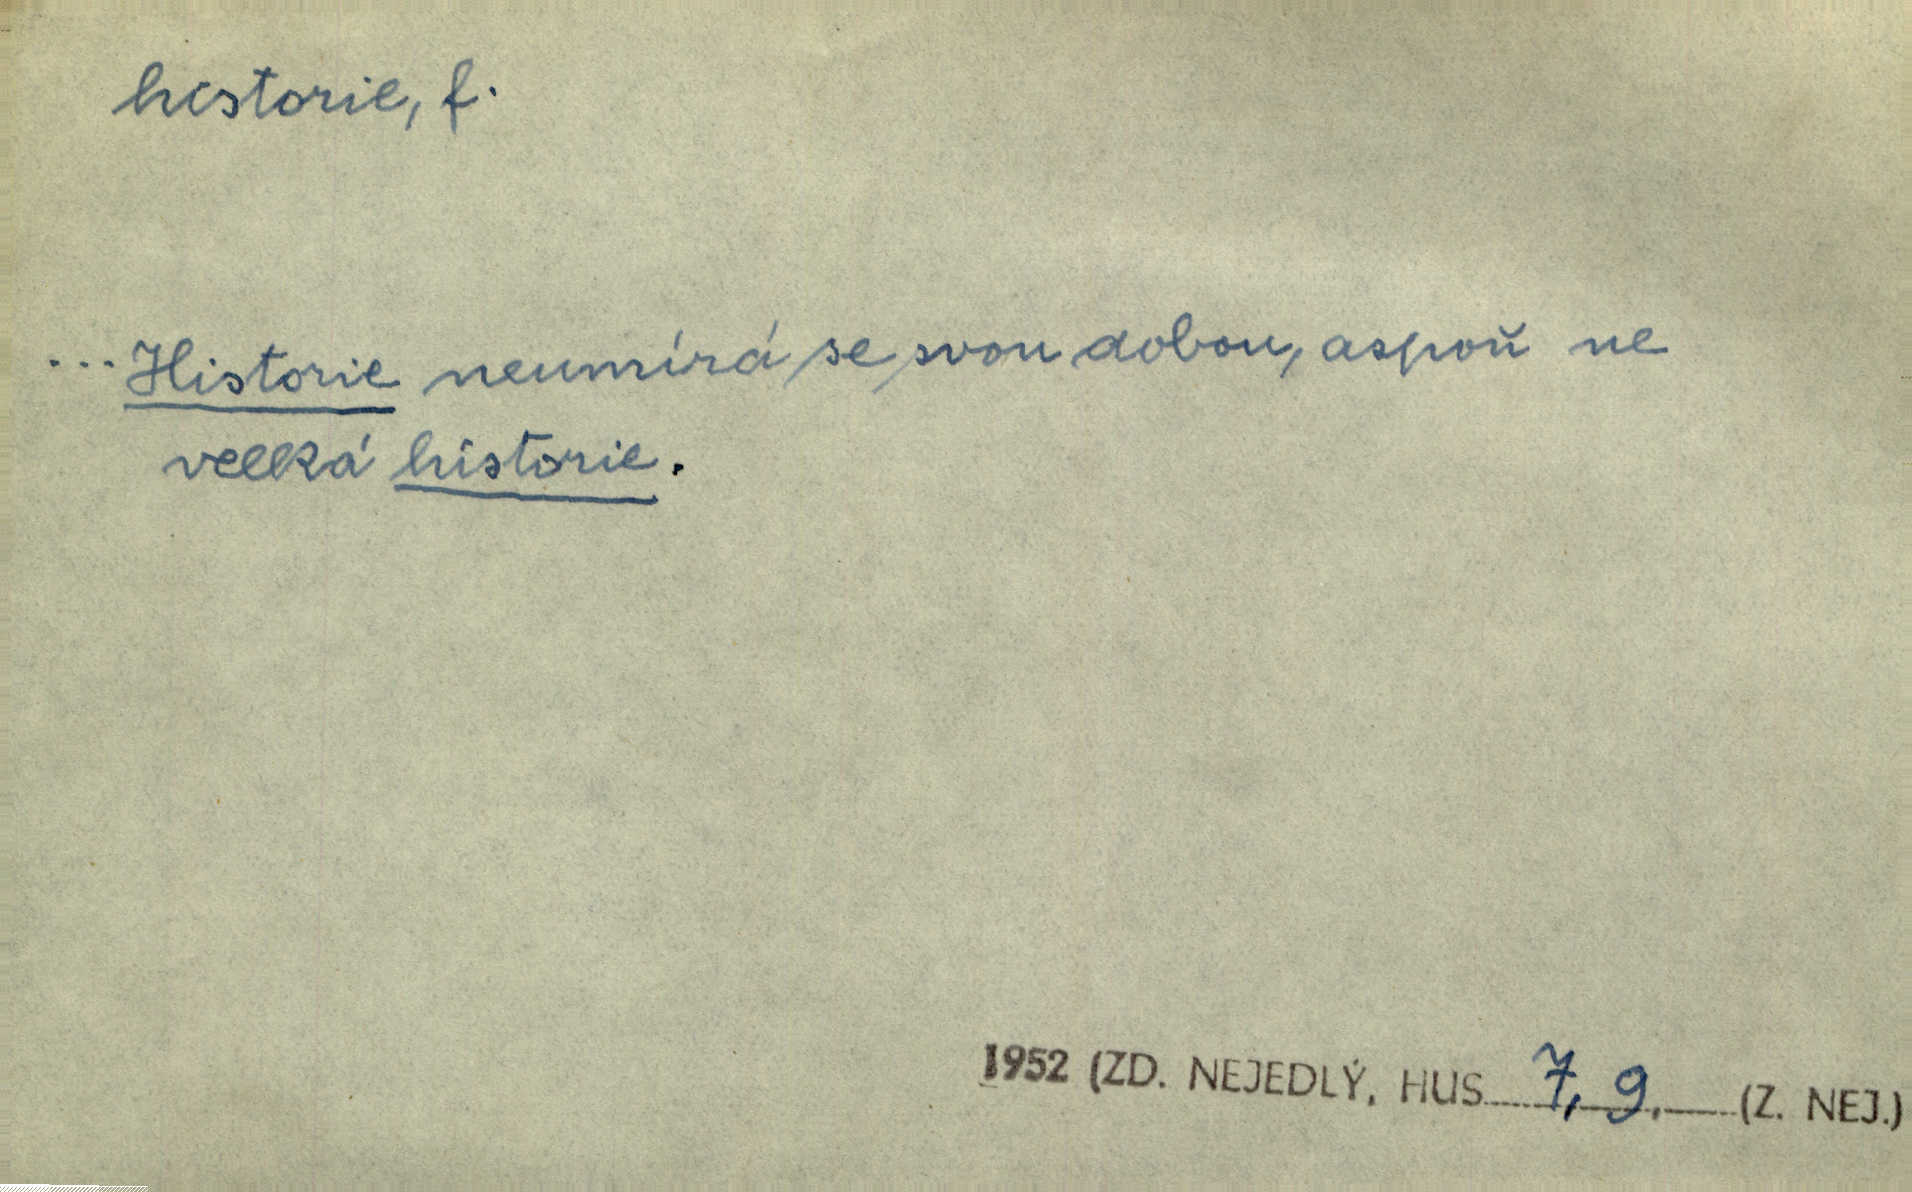 historie, f.
... Historie neumírá se svou dobou, aspoň ne
velká historie.
1952 (ZD. NEJEDLÝ, HUS 7, 9. (Z. NEJ.)